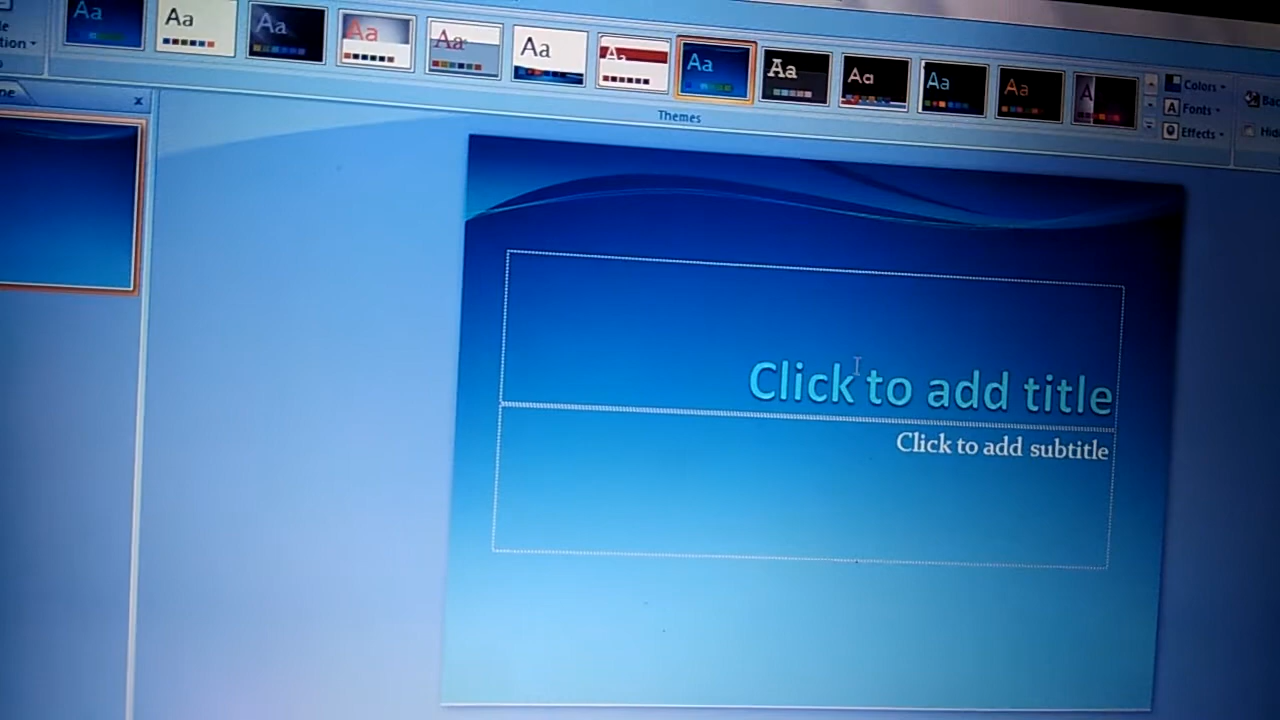 Aa Aa Aa Aa Aa Aa Aa Aa Aa Aa Aa Aa A
Colors
Fonts
Effects
Themes
Click to add title
Click to add subtitle